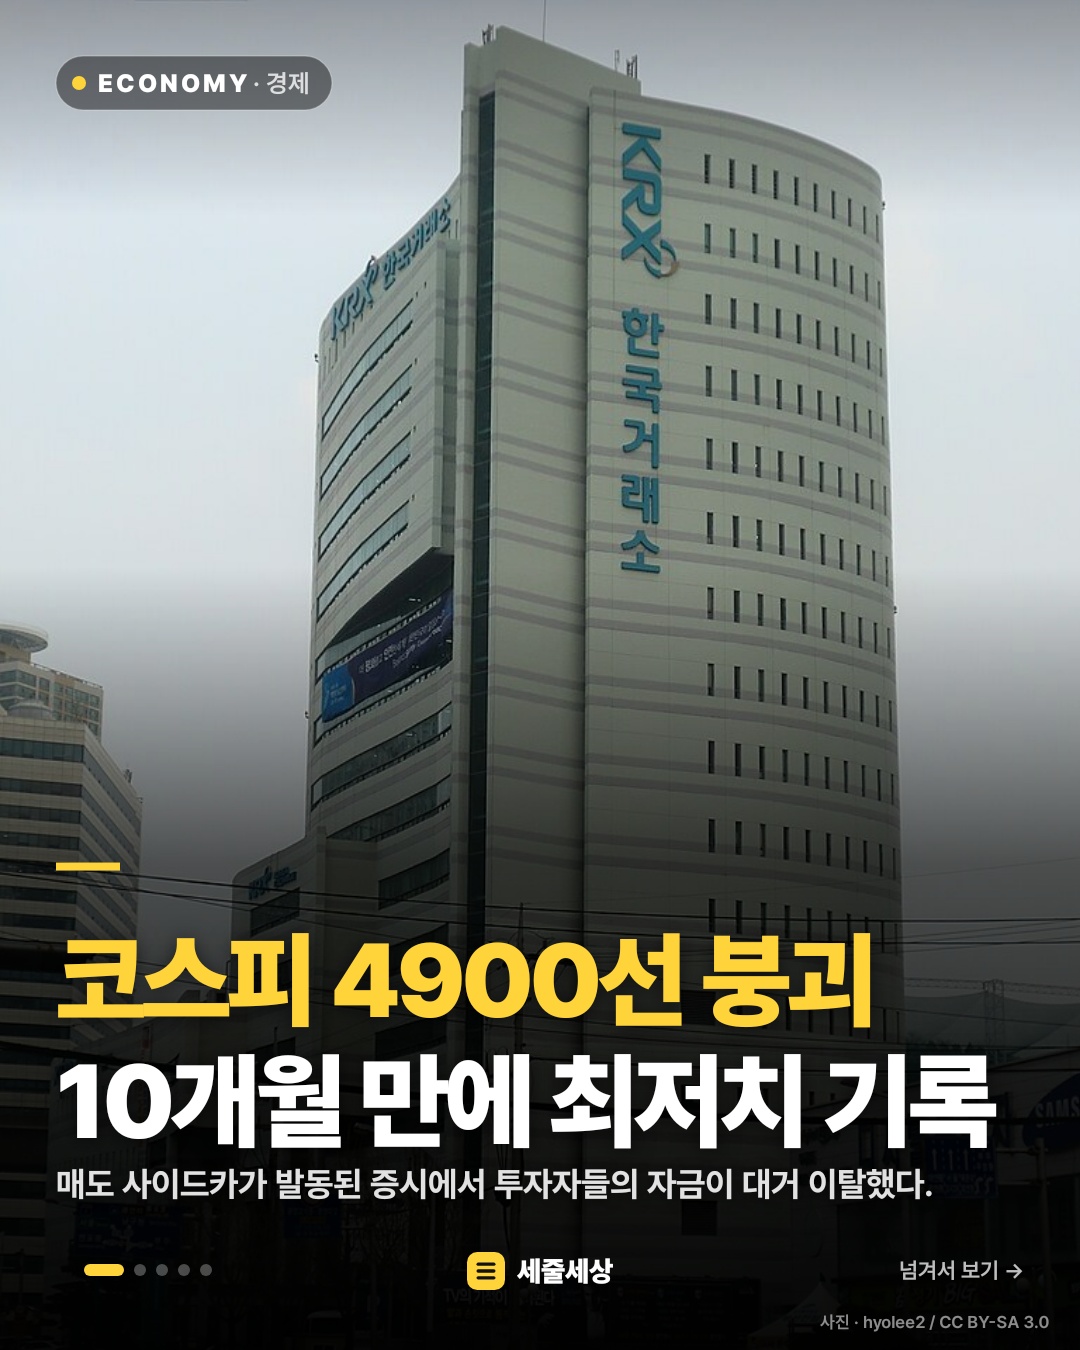 ECONOMY · 경제
KRX 한국거래소
KRX 한국거래소
코스피 4900선 붕괴
10개월 만에 최저치 기록
매도 사이드카가 발동된 증시에서 투자자들의 자금이 대거 이탈했다.
세줄세상
넘겨서 보기 →
사진 · hyolee2 / CC BY-SA 3.0